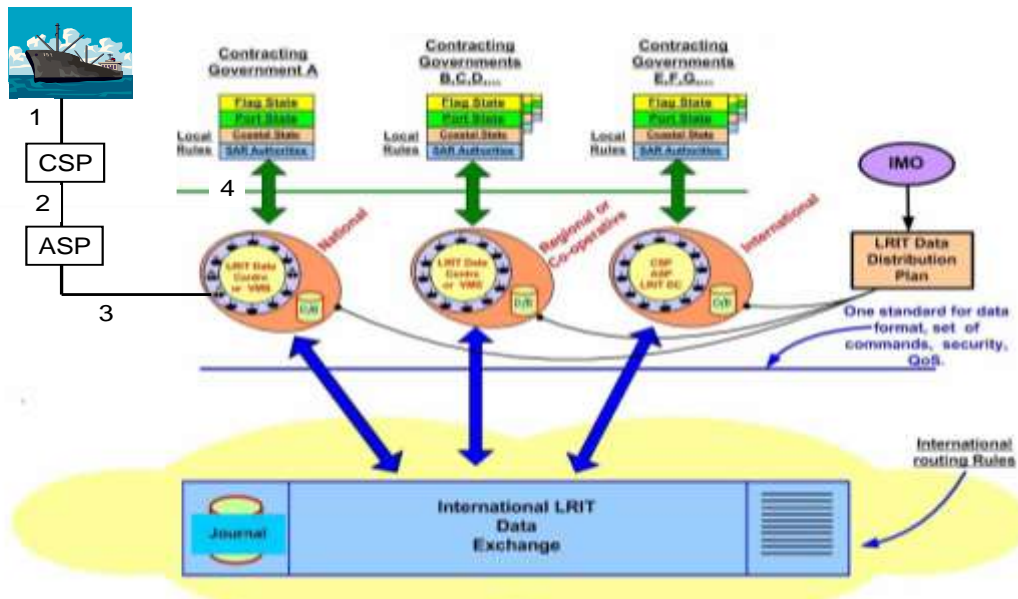 1
CSP
2
ASP
3
4
Contracting
Government A
Flag State
Port State
Coastal State
SAR Authorities
Local
Rules
Contracting
Governments
B,C,D,...
Flag State
Port State
Coastal State
SAR Authorities
Local
Rules
Contracting
Governments
E,F,G,...
Flag State
Port State
Coastal State
SAR Authorities
Local
Rules
IMO
LRIT Data
Distribution
Plan
National
LRIT Data
Centre
or VMS
D/B
Regional or
Co-operative
LRIT Data
Centre
or VMS
D/B
International
CSP
ASP
LRIT DC
D/B
One standard for data
format, set of
commands, security,
QoS.
International
routing Rules
Journal
International LRIT
Data
Exchange